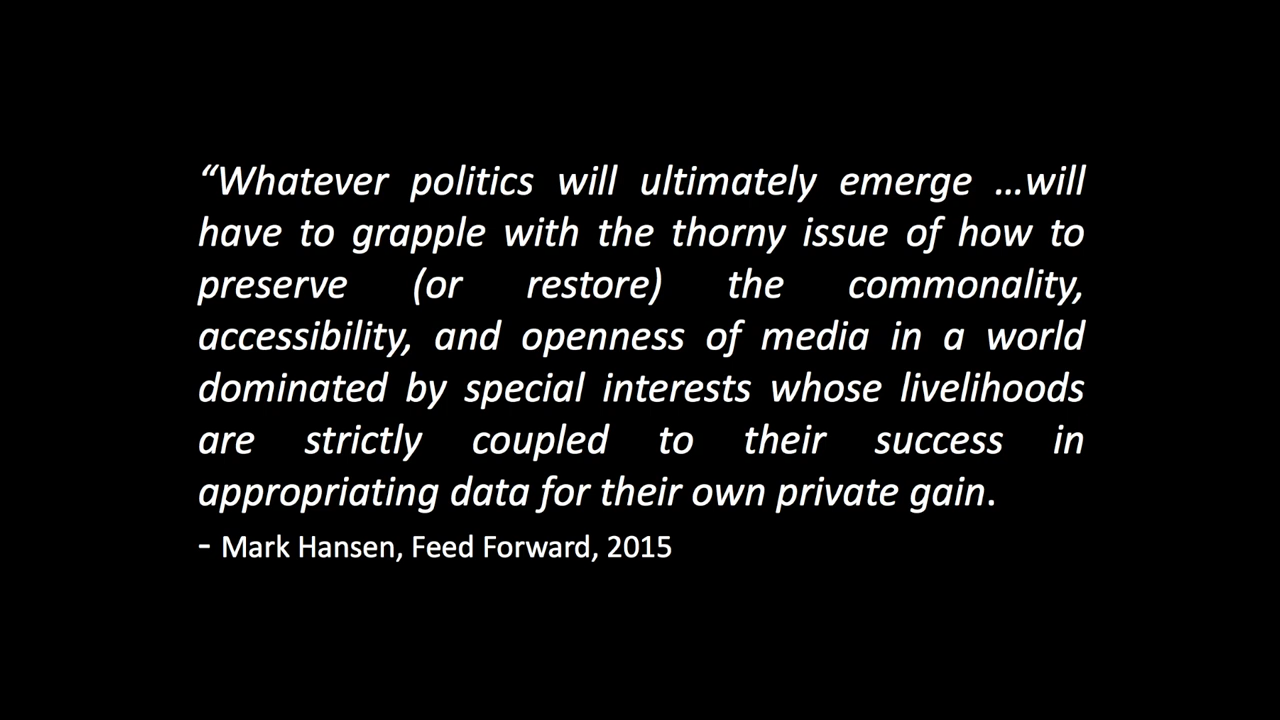 “Whatever politics will ultimately emerge …will
have to grapple with the thorny issue of how to
preserve (or restore) the commonality,
accessibility, and openness of media in a world
dominated by special interests whose livelihoods
are strictly coupled to their success in
appropriating data for their own private gain.
- Mark Hansen, Feed Forward, 2015